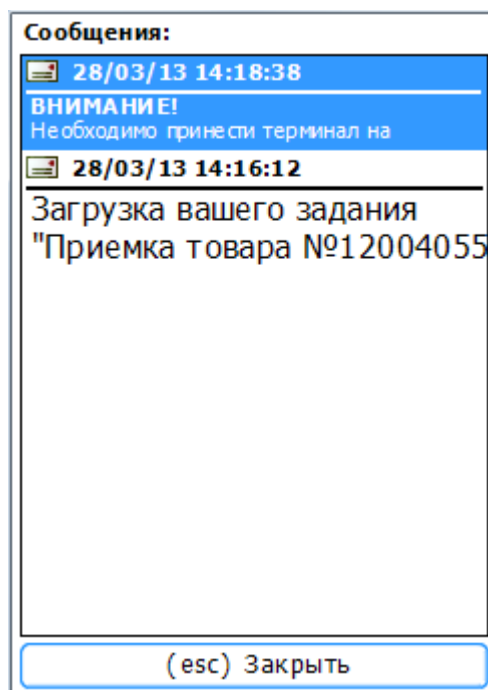 Сообщения:
28/03/13 14:18:38
ВНИМАНИЕ!
Необходимо принести терминал на
28/03/13 14:16:12
Загрузка вашего задания
"Приемка товара №12004055
(esc) Закрыть